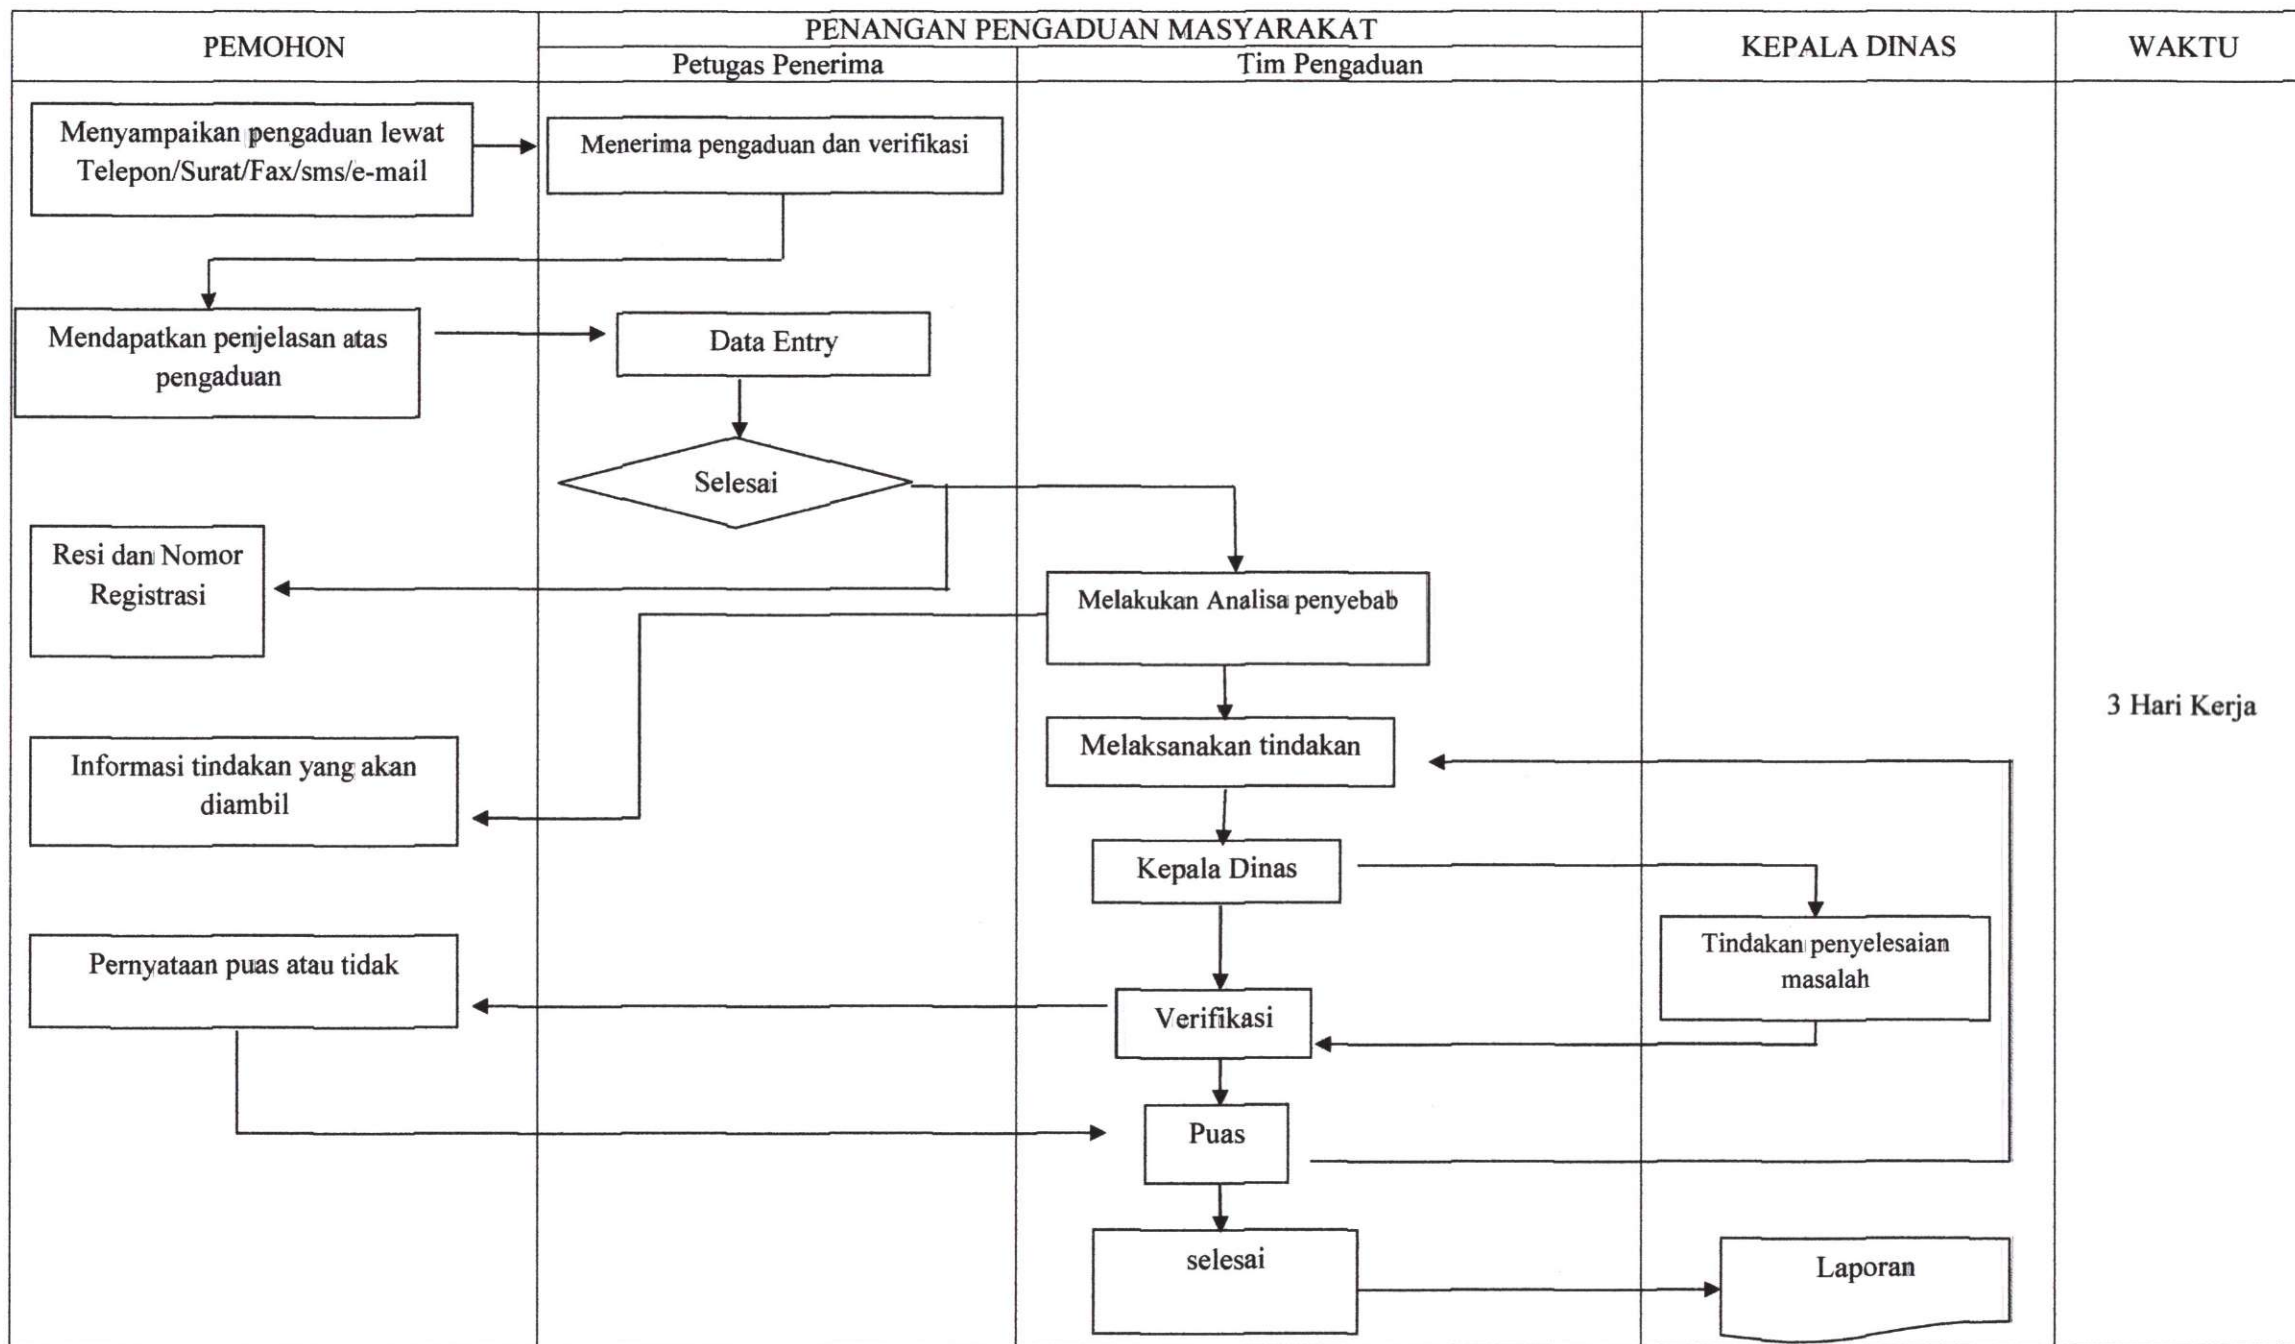 PEMOHON
PENANGAN PENGADUAN MASYARAKAT
KEPALA DINAS
WAKTU
Petugas Penerima
Tim Pengaduan
Menyampaikan pengaduan lewat
Telepon/Surat/Fax/sms/e-mail
Menerima pengaduan dan verifikasi
Mendapatkan penjelasan atas
pengaduan
Data Entry
Selesai
Resi dan Nomor
Registrasi
Melakukan Analisa penyebab
3 Hari Kerja
Melaksanakan tindakan
Informasi tindakan yang akan
diambil
Kepala Dinas
Tindakan penyelesaian
masalah
Pernyataan puas atau tidak
Verifikasi
Puas
selesai
Laporan